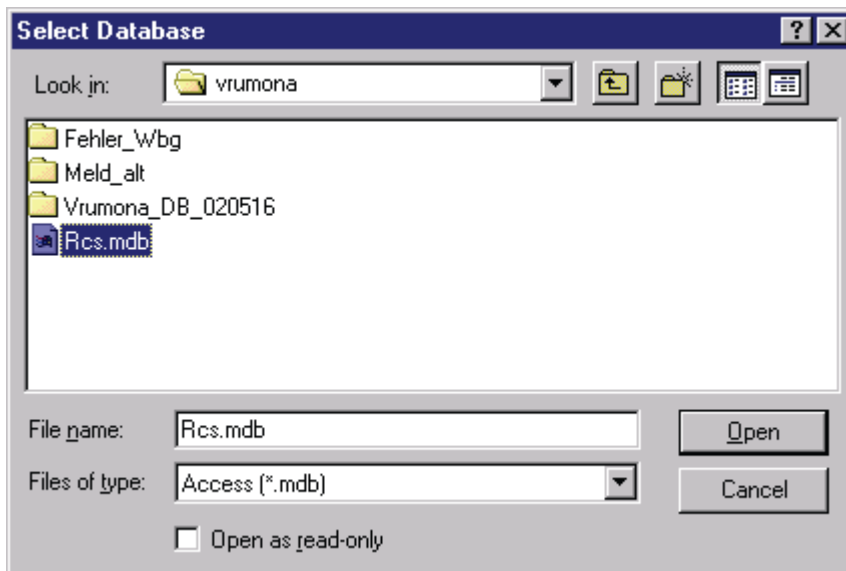 Select Database
Look in: vrumona
Fehler_Wbg
Meld_alt
Vrumona_DB_020516
Rcs.mdb
File name: Rcs.mdb Open
Files of type: Access (*.mdb) Cancel
Open as read-only